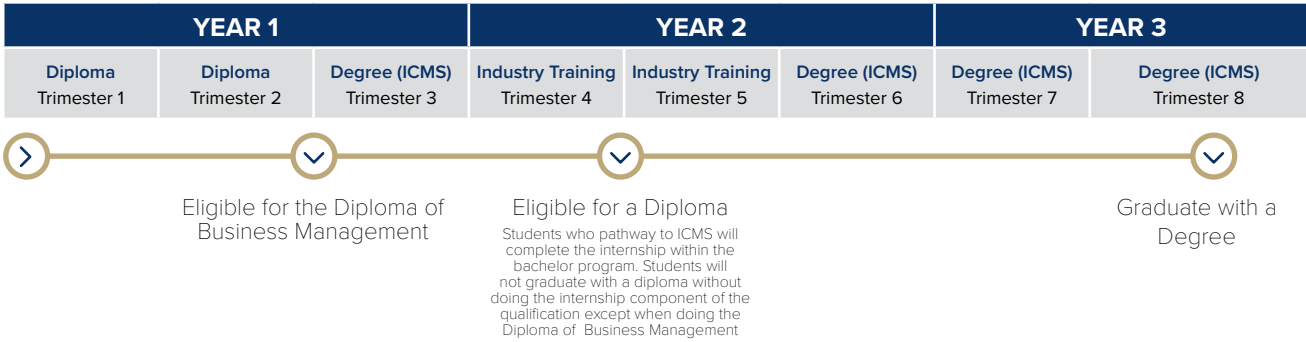 YEAR 1
YEAR 2
YEAR 3
Diploma
Trimester 1
Diploma
Trimester 2
Degree (ICMS)
Trimester 3
Industry Training
Trimester 4
Industry Training
Trimester 5
Degree (ICMS)
Trimester 6
Degree (ICMS)
Trimester 7
Degree (ICMS)
Trimester 8
Eligible for the Diploma of
Business Management
Eligible for a Diploma
Students who pathway to ICMS will
complete the internship within the
bachelor program. Students will
not graduate with a diploma without
doing the internship component of the
qualification except when doing the
Diploma of Business Management
Graduate with a
Degree